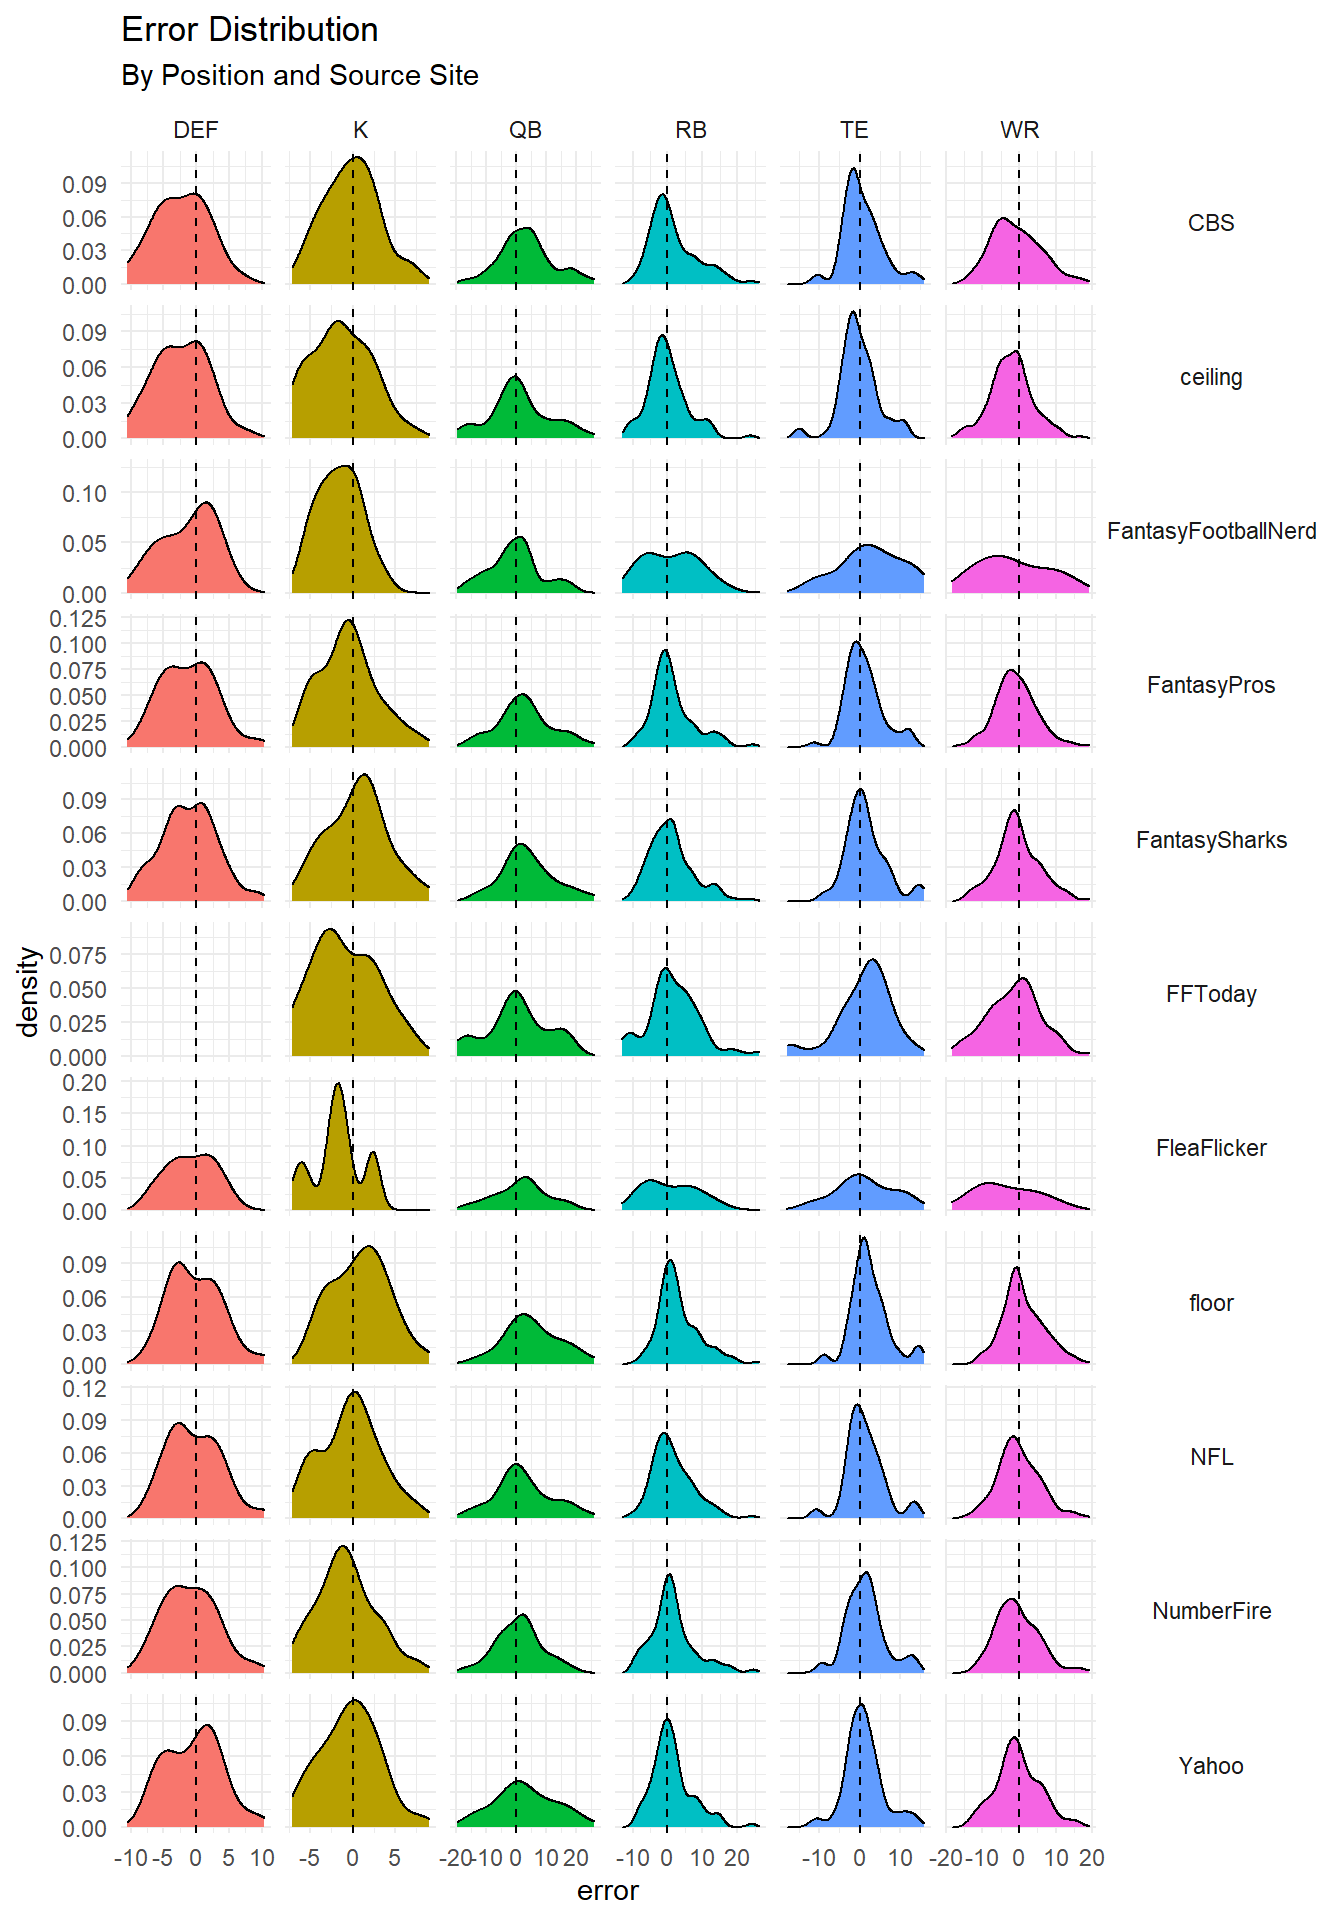 Error Distribution
By Position and Source Site
DEF K QB RB TE WR
0.09
0.06
0.03
0.00
CBS
0.09
0.06
0.03
0.00
ceiling
0.10
0.05
0.00
FantasyFootballNerd
0.125
0.100
0.075
0.050
0.025
0.000
FantasyPros
0.09
0.06
0.03
0.00
FantasySharks
density
0.075
0.050
0.025
0.000
FFToday
0.20
0.15
0.10
0.05
0.00
FleaFlicker
0.09
0.06
0.03
0.00
floor
0.12
0.09
0.06
0.03
0.00
NFL
0.125
0.100
0.075
0.050
0.025
0.000
NumberFire
0.09
0.06
0.03
0.00
Yahoo
-10 -5 0 5 10 -5 0 5 -20 -10 0 10 20 -10 0 10 20 -10 0 10 -20 -10 0 10 20
error